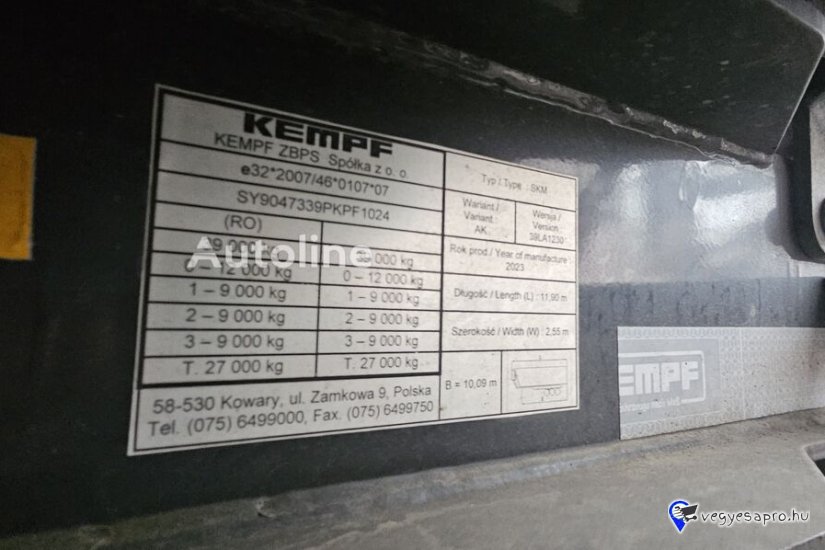 KEMPF
KEMPF ZBPS Spółka z o. o.
e32*2007/46*0107*07
SY9047339PKPF1024
(RO)
39 000 kg
0 – 12 000 kg 0 – 12 000 kg
1 – 9 000 kg 1 – 9 000 kg
2 – 9 000 kg 2 – 9 000 kg
3 – 9 000 kg 3 – 9 000 kg
T. 27 000 kg T. 27 000 kg
58-530 Kowary, ul. Zamkowa 9, Polska
Tel. (075) 6499000, Fax. (075) 6499750
Typ / Type : SKM
Wariant / Wersja /
Variant : Version :
AK 39LA12301
Rok prod / Year of manufacture :
2023
Długość / Length (L) : 11,90 m
Szerokość / Width (W) : 2,55 m
B = 10,09 m
Autoline
KEMPF
vegyesapro.hu